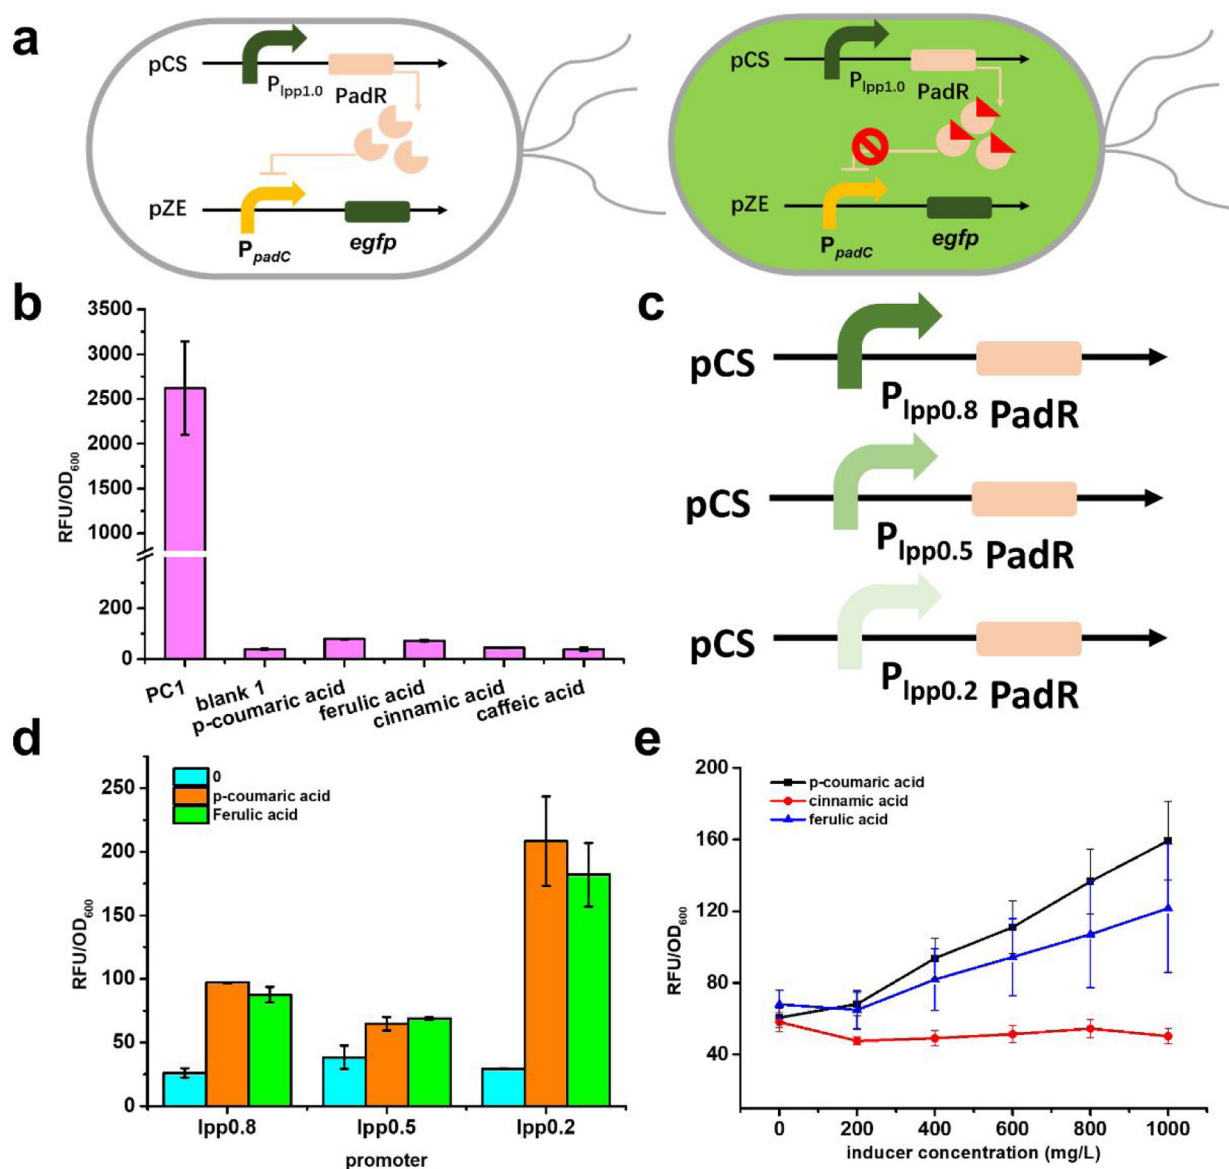 a
pCS
P_lpp1.0
PadR
pZE
P_padC
egfp
pCS
P_lpp1.0
PadR
pZE
P_padC
egfp
b
3500
3000
2500
2000
1500
1000
200
100
0
RFU/OD600
PC1
blank 1
p-coumaric acid
ferulic acid
cinnamic acid
caffeic acid
c
pCS
P_lpp0.8 PadR
pCS
P_lpp0.5 PadR
pCS
P_lpp0.2 PadR
d
0
p-coumaric acid
Ferulic acid
250
200
150
100
50
0
RFU/OD600
lpp0.8 lpp0.5 lpp0.2
promoter
e
p-coumaric acid
cinnamic acid
ferulic acid
200
160
120
80
40
RFU/OD600
0 200 400 600 800 1000
inducer concentration (mg/L)